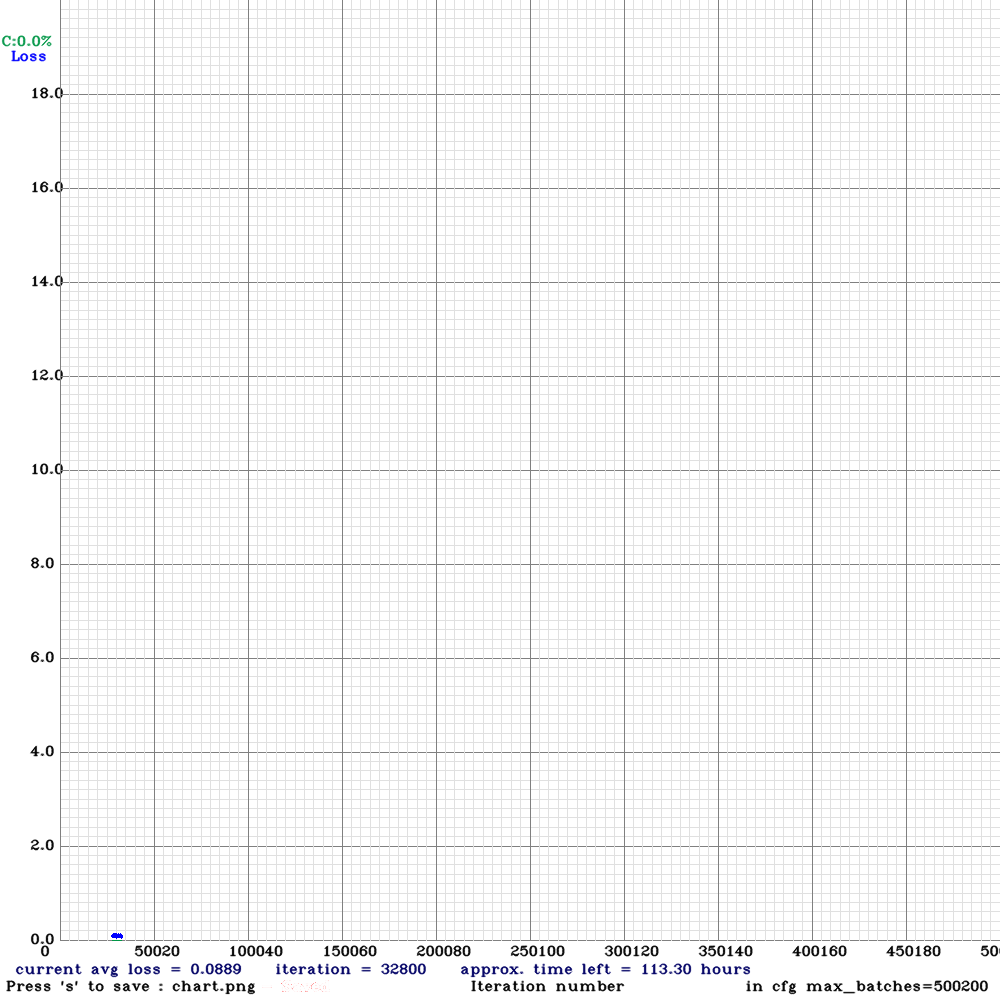 C:0.0%
Loss
18.0
16.0
14.0
12.0
10.0
8.0
6.0
4.0
2.0
0.0
0 50020 100040 150060 200080 250100 300120 350140 400160 450180 50
current avg loss = 0.0889 iteration = 32800 approx. time left = 113.30 hours
Press 's' to save : chart.png Iteration number in cfg max_batches=500200